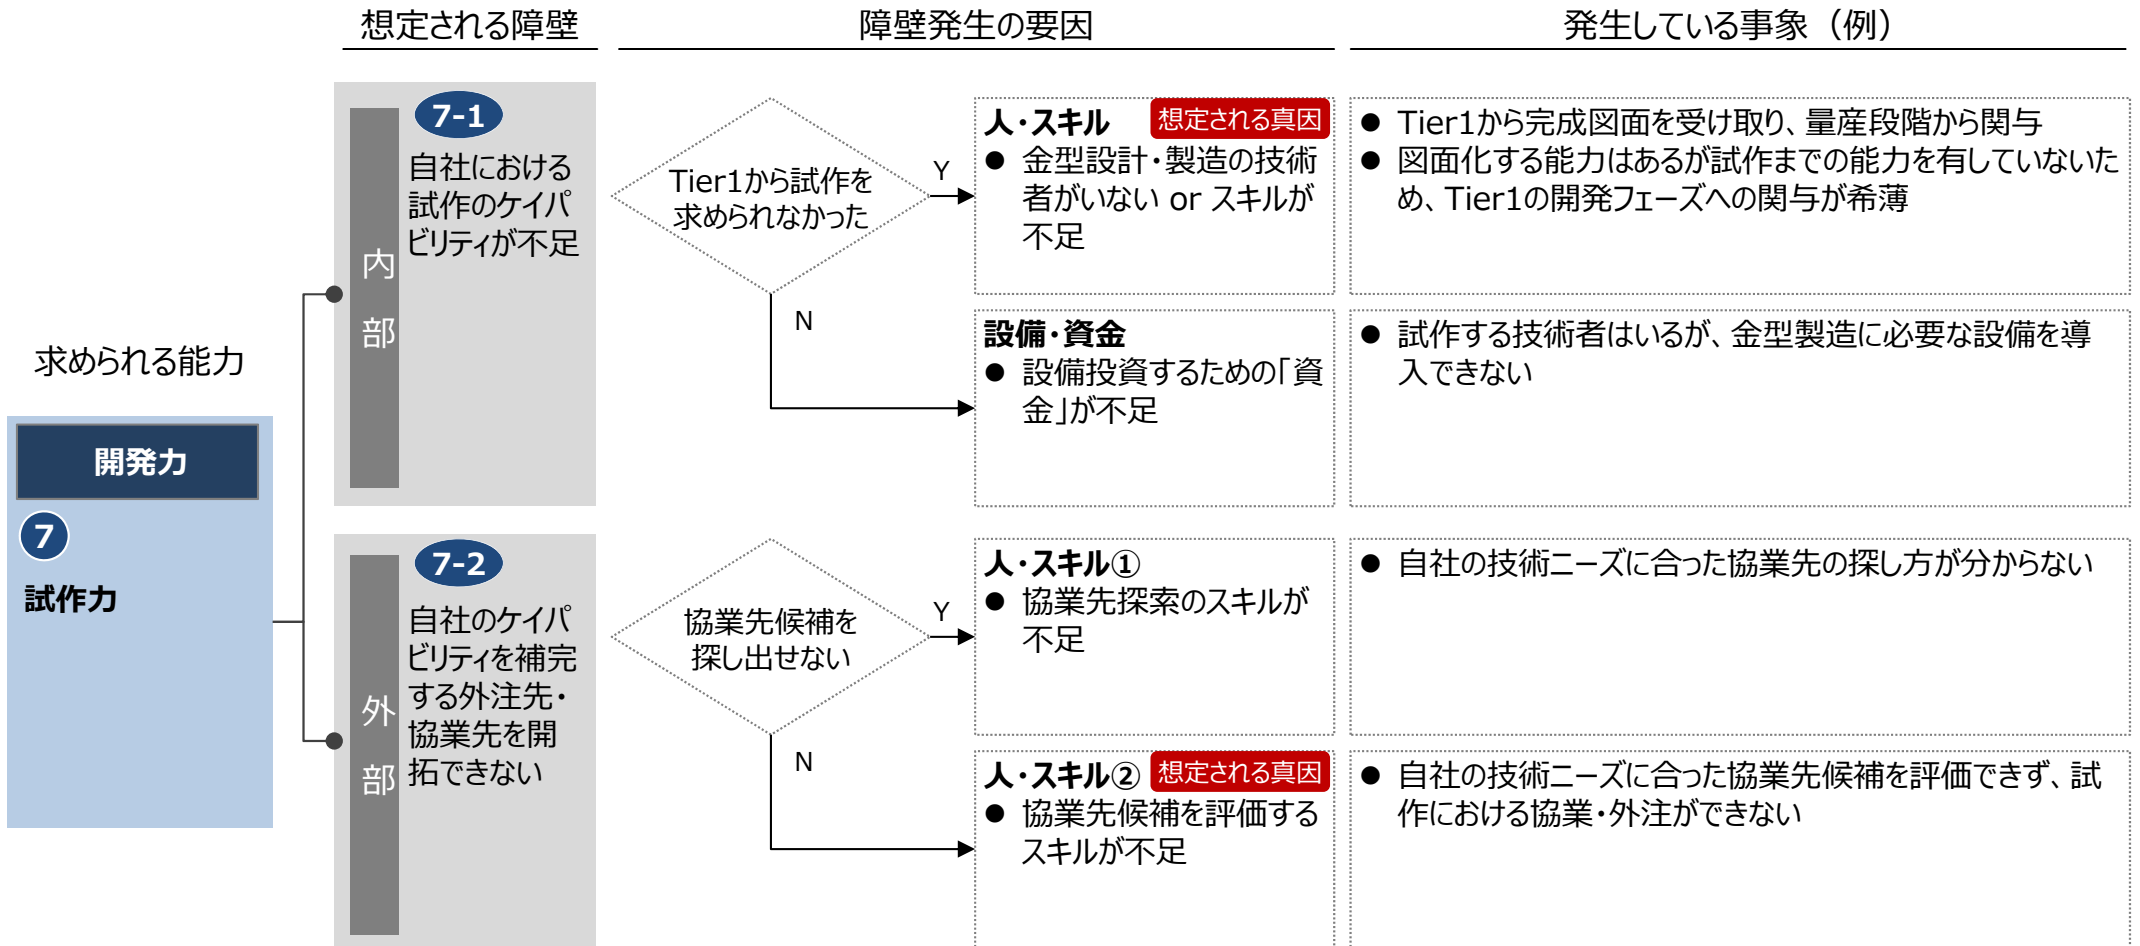 想定される障壁
障壁発生の要因
発生している事象（例）
求められる能力
開発力
7
試作力
内部
7-1
自社における
試作のケイパ
ビリティが不足
Tier1から試作を
求められなかった
Y
N
人・スキル
想定される真因
● 金型設計・製造の技術
者がいない or スキルが
不足
● Tier1から完成図面を受け取り、量産段階から関与
● 図面化する能力はあるが試作までの能力を有していないた
め、Tier1の開発フェーズへの関与が希薄
設備・資金
● 設備投資するための「資
金」が不足
● 試作する技術者はいるが、金型製造に必要な設備を導
入できない
外部
7-2
自社のケイパ
ビリティを補完
する外注先・
協業先を開
拓できない
協業先候補を
探し出せない
Y
N
人・スキル①
● 協業先探索のスキルが
不足
● 自社の技術ニーズに合った協業先の探し方が分からない
人・スキル②
想定される真因
● 協業先候補を評価する
スキルが不足
● 自社の技術ニーズに合った協業先候補を評価できず、試
作における協業・外注ができない